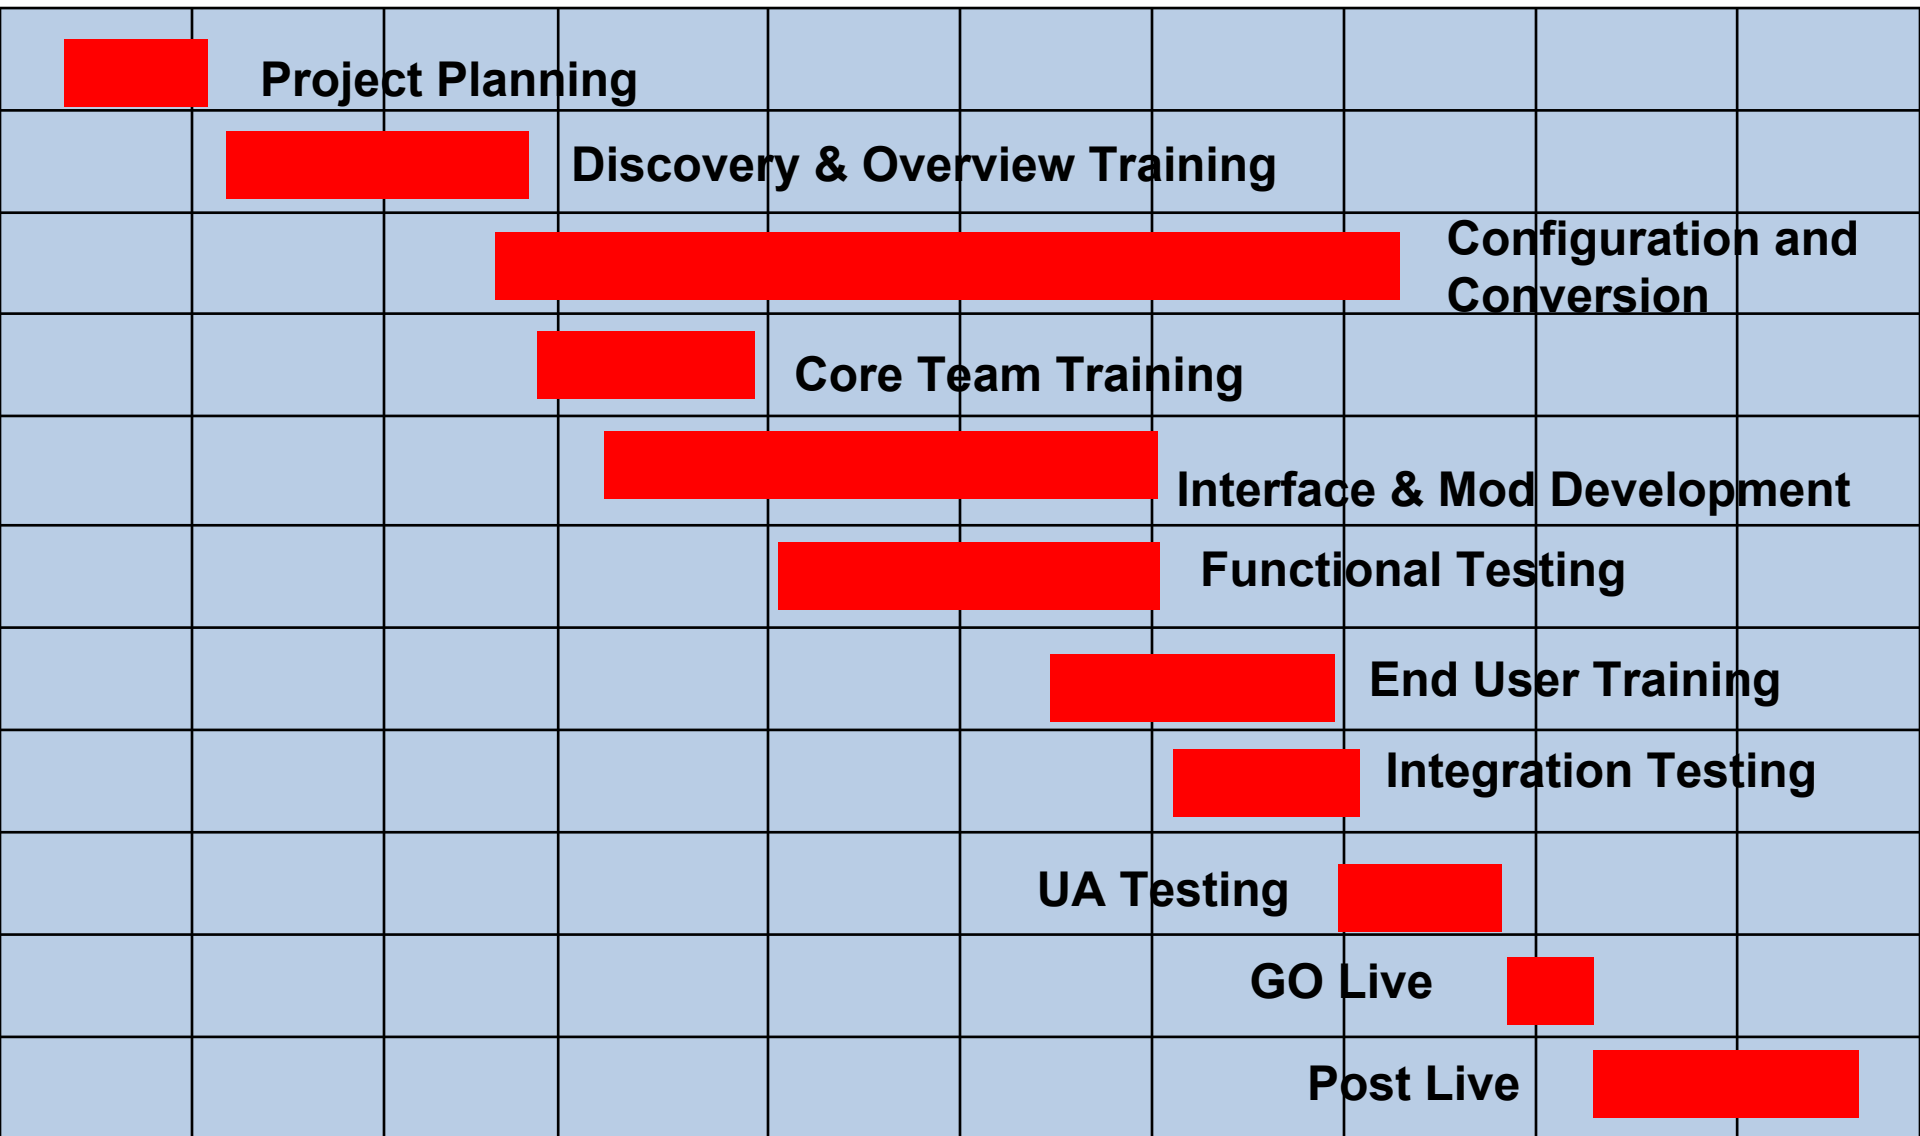 Project Planning
Discovery & Overview Training
Configuration and
Conversion
Core Team Training
Interface & Mod Development
Functional Testing
End User Training
Integration Testing
UA Testing
GO Live
Post Live